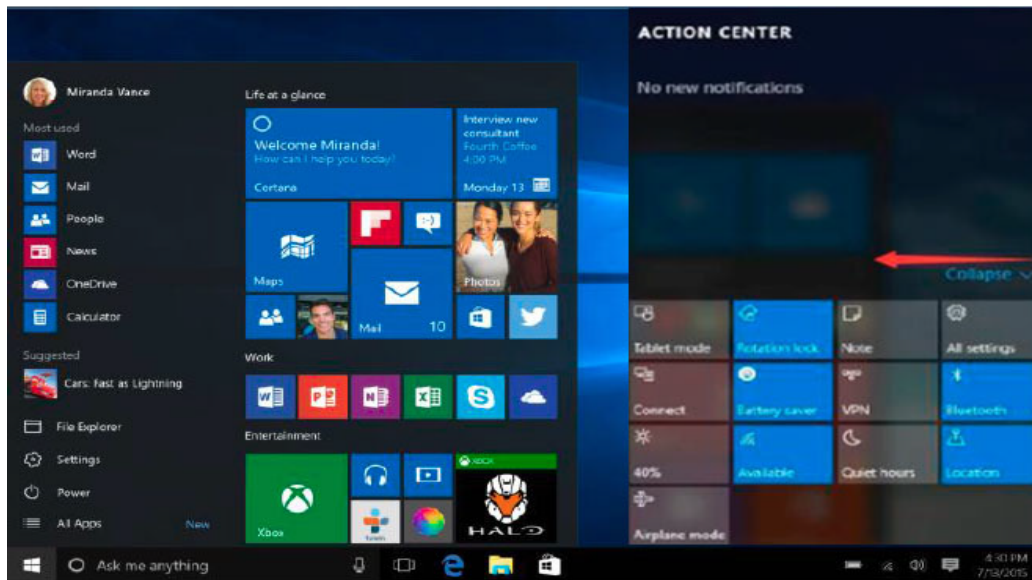 Miranda Vance
Most used
Word
Mail
People
News
OneDrive
Calculator
Suggested
Cars: Fast as Lightning
File Explorer
Settings
Power
All Apps
New
Life at a glance
Welcome Miranda!
How can I help you today?
Cortana
Interview new
consultant
Fourth Coffee
4:00 PM
Monday 13
Maps
Mail
10
Photos
Work
Entertainment
Xbox
XBOX
HALO
ACTION CENTER
No new notifications
Collapse
Tablet mode
Rotation lock
Note
All settings
Connect
Battery saver
VPN
Bluetooth
40%
Available
Quiet hours
Location
Airplane mode
Ask me anything
4:30 PM
7/13/2015